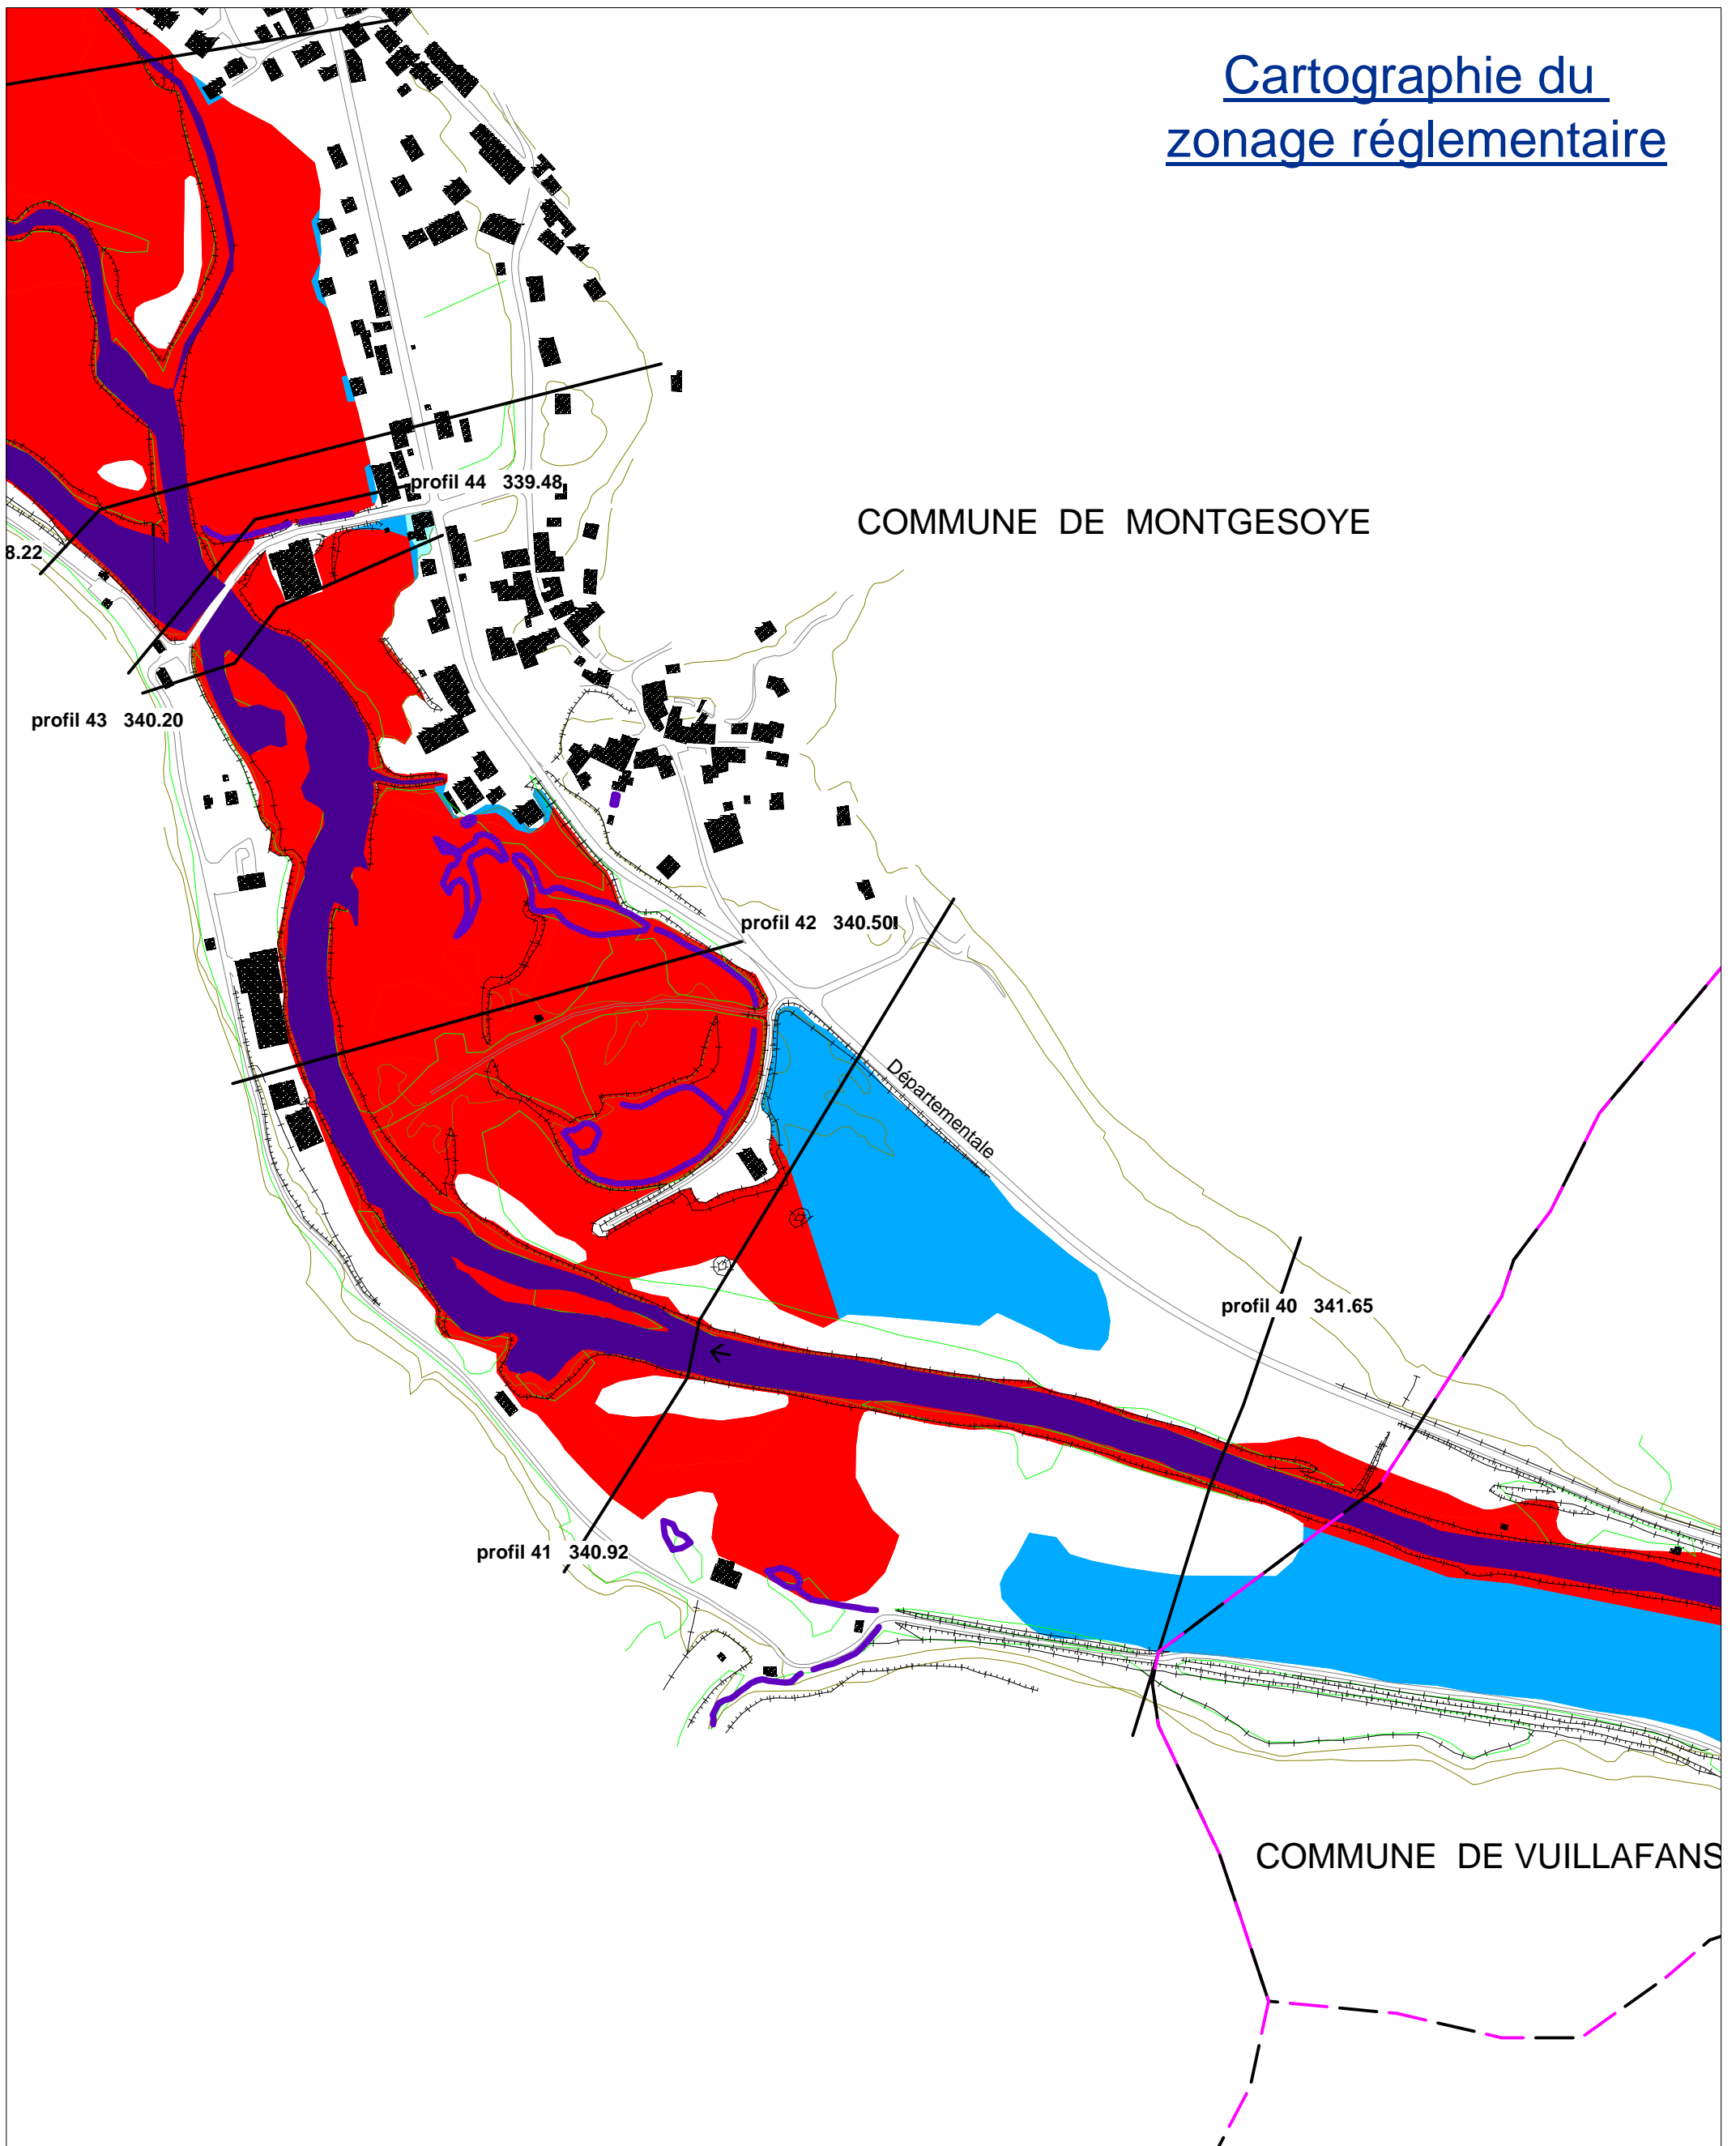 Cartographie du
zonage réglementaire
profil 44 339.48
COMMUNE DE MONTGESOYE
8.22
profil 43 340.20
profil 42 340.50
Départementale
profil 40 341.65
profil 41 340.92
COMMUNE DE VUILLAFANS